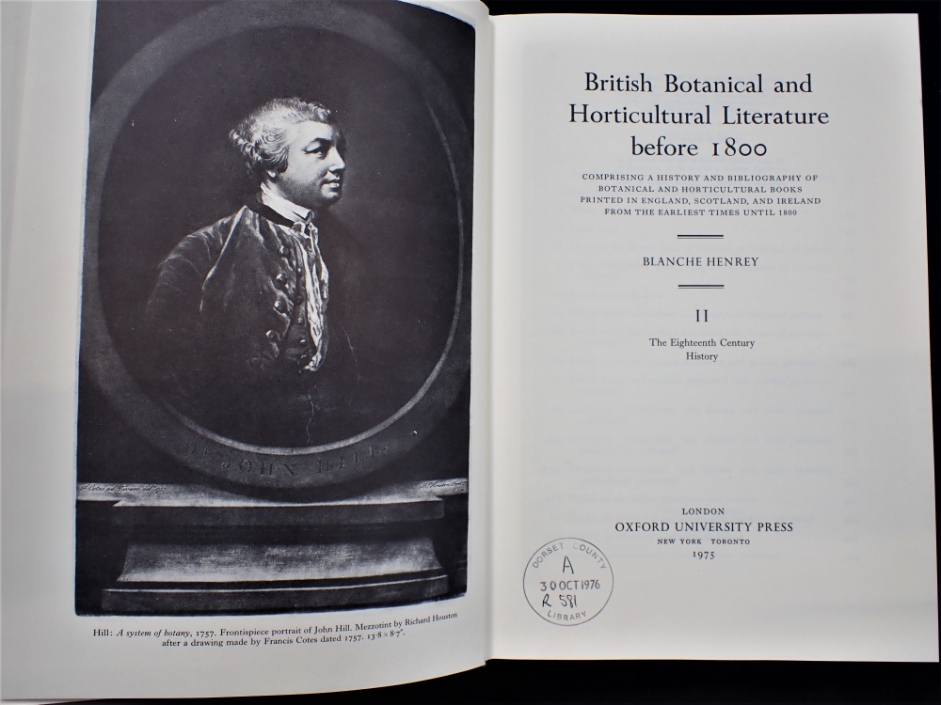 DR JOHN HILL.
Hill: A system of botany, 1757. Frontispiece portrait of John Hill. Mezzotint by Richard Houston
after a drawing made by Francis Cotes dated 1757. 13·8 × 8·7".
British Botanical and
Horticultural Literature
before 1800
COMPRISING A HISTORY AND BIBLIOGRAPHY OF
BOTANICAL AND HORTICULTURAL BOOKS
PRINTED IN ENGLAND, SCOTLAND, AND IRELAND
FROM THE EARLIEST TIMES UNTIL 1800
BLANCHE HENREY
II
The Eighteenth Century
History
LONDON
OXFORD UNIVERSITY PRESS
NEW YORK TORONTO
1975
DORSET COUNTY
A
30 OCT 1976
R 581
LIBRARY